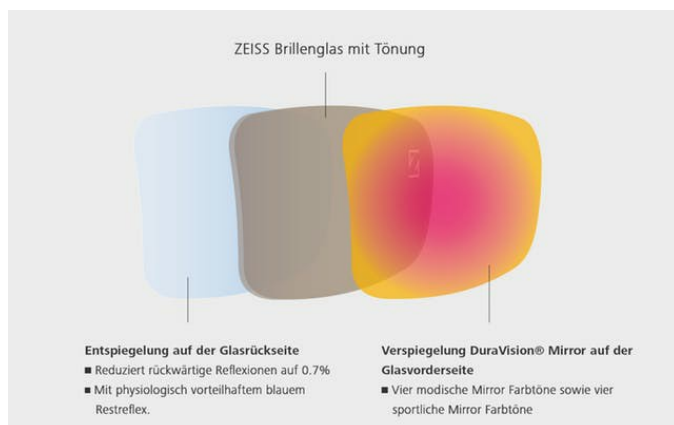 ZEISS Brillenglas mit Tönung
Entspiegelung auf der Glasrückseite
■ Reduziert rückwärtige Reflexionen auf 0.7%
■ Mit physiologisch vorteilhaftem blauem
Restreflex.
Verspiegelung DuraVision® Mirror auf der
Glasvorderseite
■ Vier modische Mirror Farbtöne sowie vier
sportliche Mirror Farbtöne